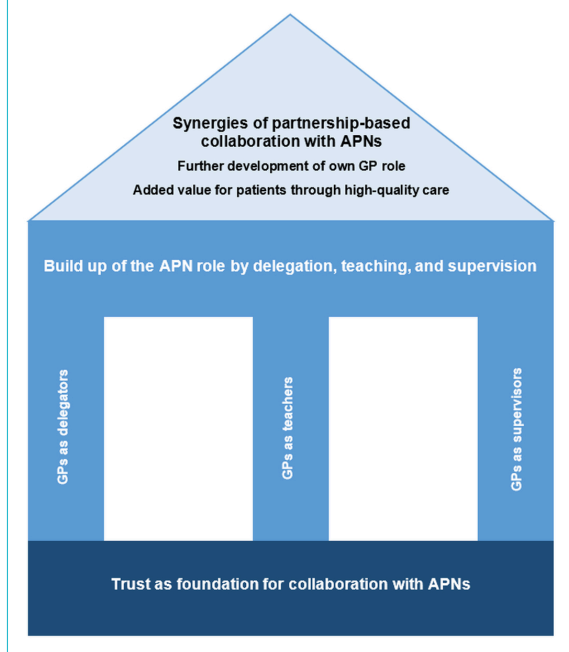 Synergies of partnership-based
collaboration with APNs
Further development of own GP role
Added value for patients through high-quality care
Build up of the APN role by delegation, teaching, and supervision
GPs as delegators
GPs as teachers
GPs as supervisors
Trust as foundation for collaboration with APNs